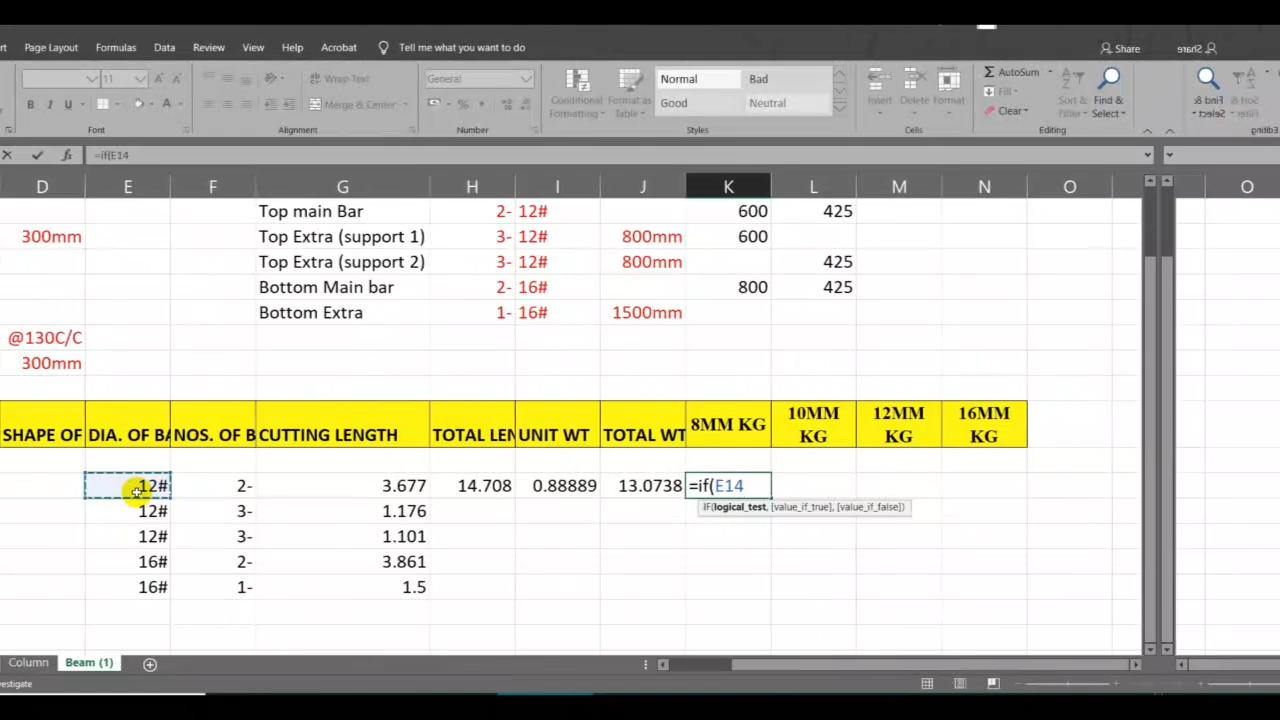 rt Page Layout Formulas Data Review View Help Acrobat Tell me what you want to do Share
11 A A Wrap Text General Normal Bad AutoSum
Conditional Format as Insert Delete Format Fill Sort & Find &
B I U Merge & Center % Formatting Table Good Neutral Clear Filter Select
Font Alignment Number Styles Cells Editing
=if(E14
D E F G H I J K L M N O O
Top main Bar 2- 12# 600 425
300mm Top Extra (support 1) 3- 12# 800mm 600
Top Extra (support 2) 3- 12# 800mm 425
Bottom Main bar 2- 16# 800 425
Bottom Extra 1- 16# 1500mm
@130C/C
300mm
SHAPE OF DIA. OF BA NOS. OF B CUTTING LENGTH TOTAL LEN UNIT WT TOTAL WT 8MM KG 10MM KG 12MM KG 16MM KG
12# 2- 3.677 14.708 0.88889 13.0738 =if(E14
IF(logical_test, [value_if_true], [value_if_false])
12# 3- 1.176
12# 3- 1.101
16# 2- 3.861
16# 1- 1.5
Column Beam (1)
vestigate